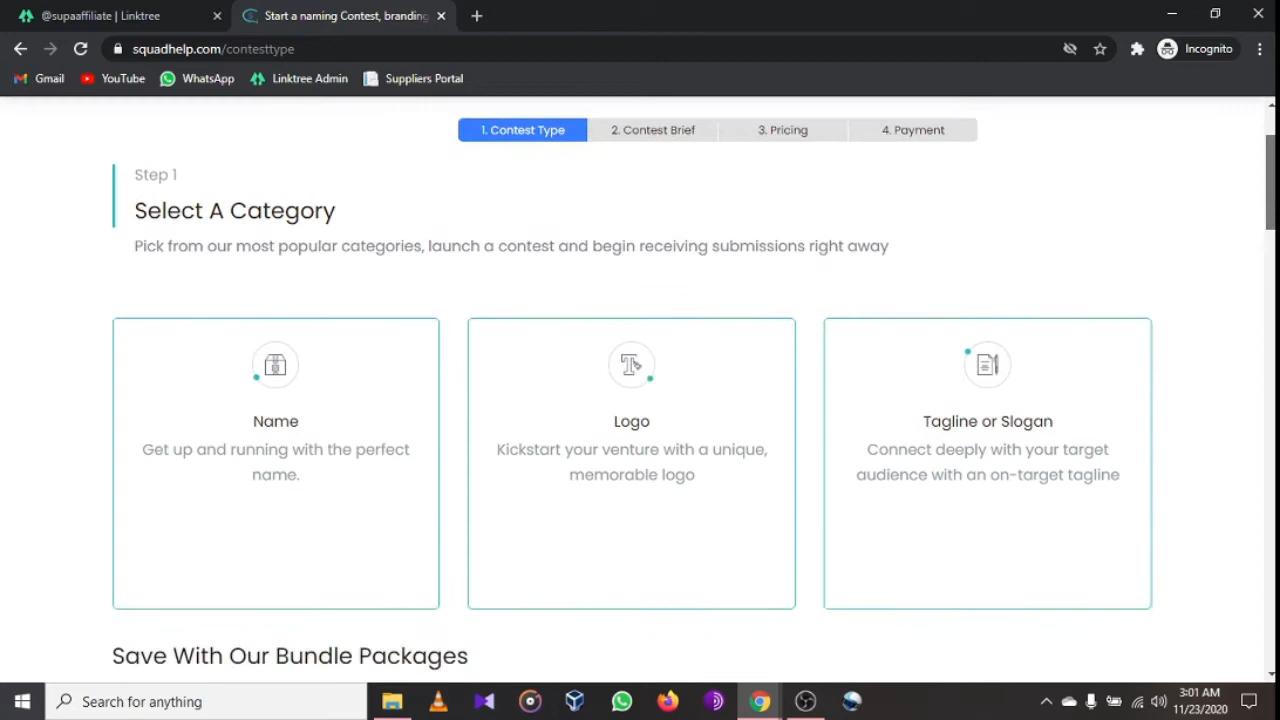 @supaaffiliate | Linktree
Start a naming Contest, branding
squadhelp.com/contesttype
Incognito
Gmail
YouTube
WhatsApp
Linktree Admin
Suppliers Portal
1. Contest Type
2. Contest Brief
3. Pricing
4. Payment
Step 1
Select A Category
Pick from our most popular categories, launch a contest and begin receiving submissions right away
Name
Get up and running with the perfect
name.
Logo
Kickstart your venture with a unique,
memorable logo
Tagline or Slogan
Connect deeply with your target
audience with an on-target tagline
Save With Our Bundle Packages
Search for anything
3:01 AM
11/23/2020